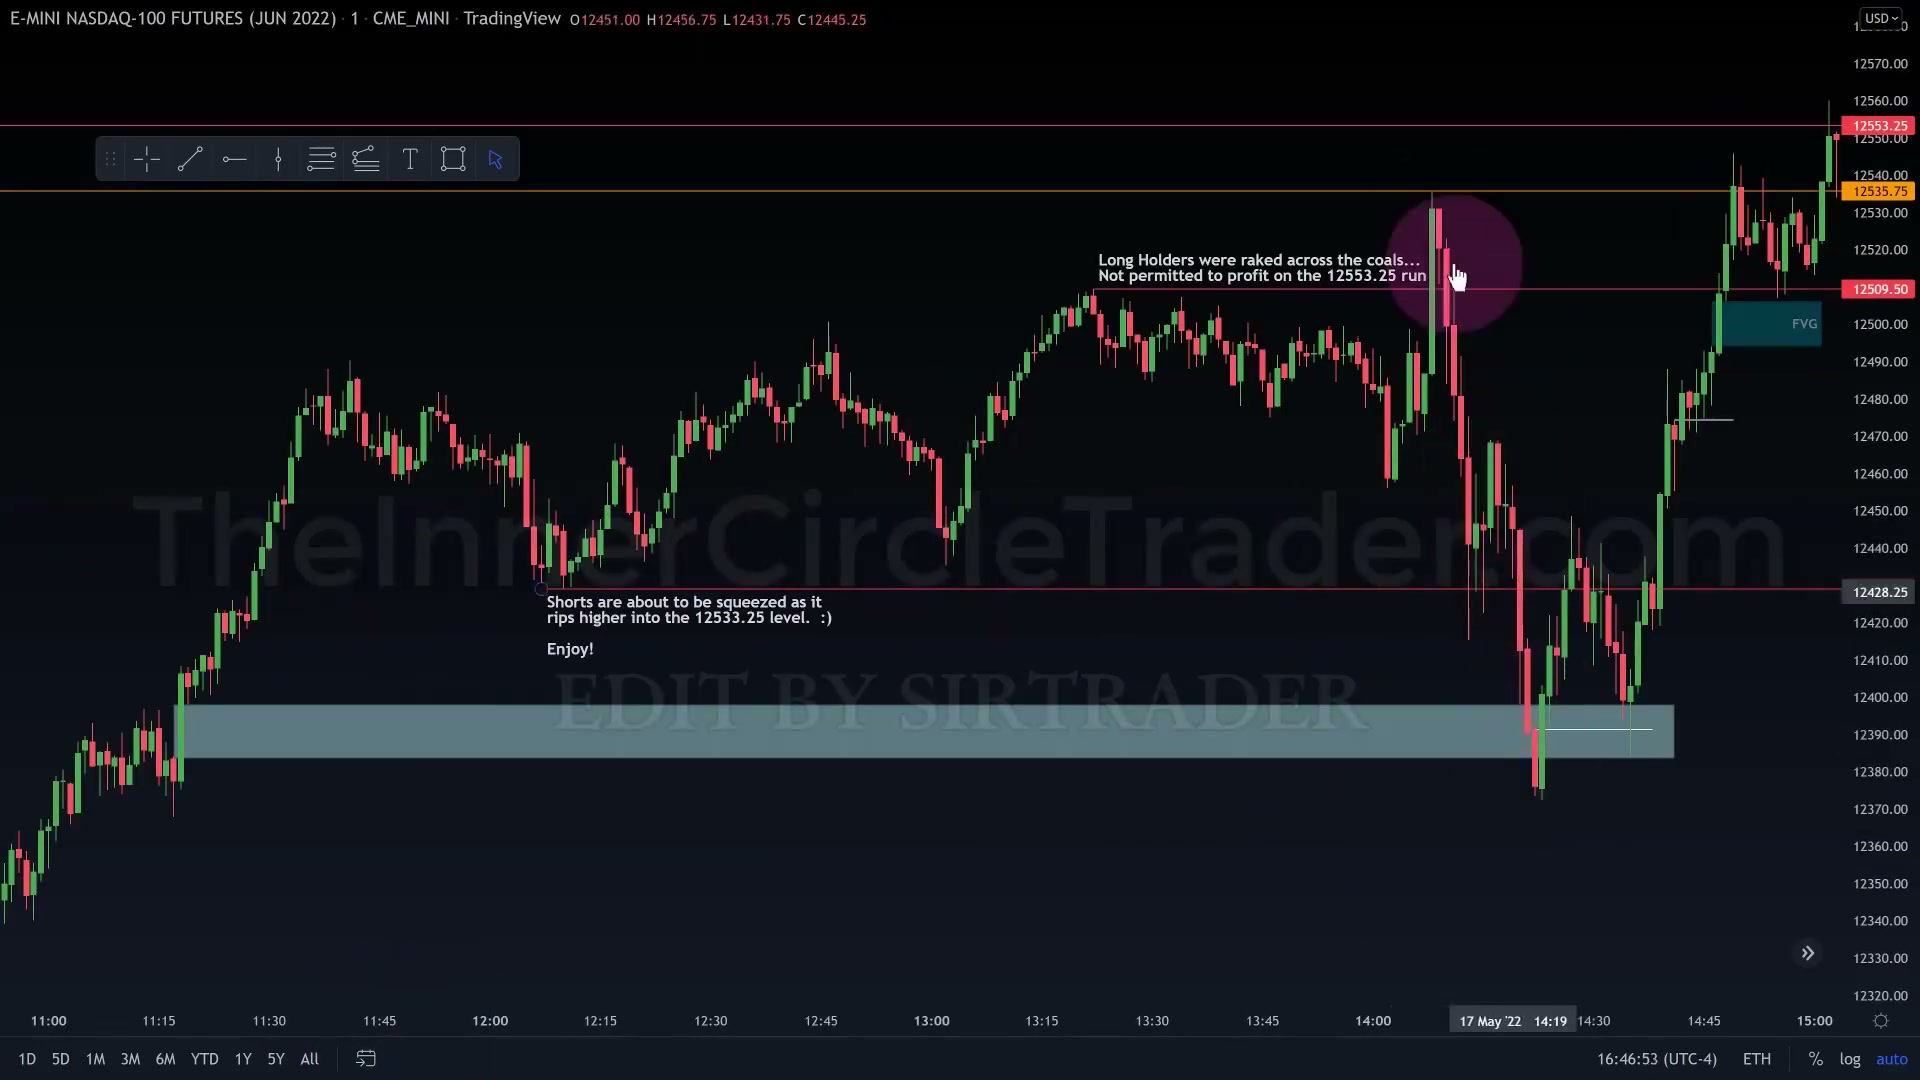 E-MINI NASDAQ-100 FUTURES (JUN 2022) · 1 · CME_MINI · TradingView O12451.00 H12456.75 L12431.75 C12445.25
USD
12570.00
12560.00
12553.25
12550.00
12540.00
12535.75
12530.00
12520.00
Long Holders were raked across the coals...
Not permitted to profit on the 12553.25 run
12509.50
12500.00
FVG
12490.00
12480.00
12470.00
12460.00
12450.00
TheInnerCircleTrader.com
12440.00
12428.25
Shorts are about to be squeezed as it
rips higher into the 12533.25 level. :)
Enjoy!
12420.00
12410.00
12400.00
EDIT BY SIRTRADER
12390.00
12380.00
12370.00
12360.00
12350.00
12340.00
12330.00
12320.00
11:00 11:15 11:30 11:45 12:00 12:15 12:30 12:45 13:00 13:15 13:30 13:45 14:00 17 May '22 14:19 14:30 14:45 15:00
1D 5D 1M 3M 6M YTD 1Y 5Y All 16:46:53 (UTC-4) ETH % log auto